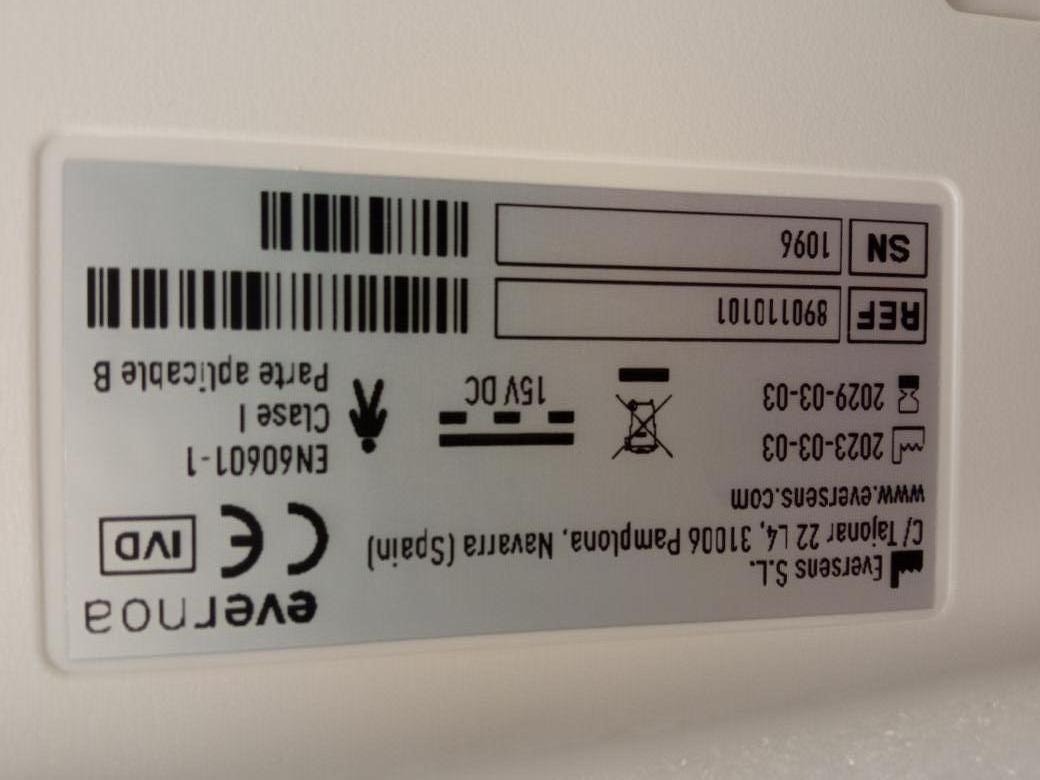 evernoa
Eversens S.L.
C/ Tajonar 22 L4, 31006 Pamplona, Navarra (Spain)
www.eversens.com
CE IVD
2023-03-03
2029-03-03
15V DC
EN60601-1
Clase I
Parte aplicable B
REF 890110101
SN 1096